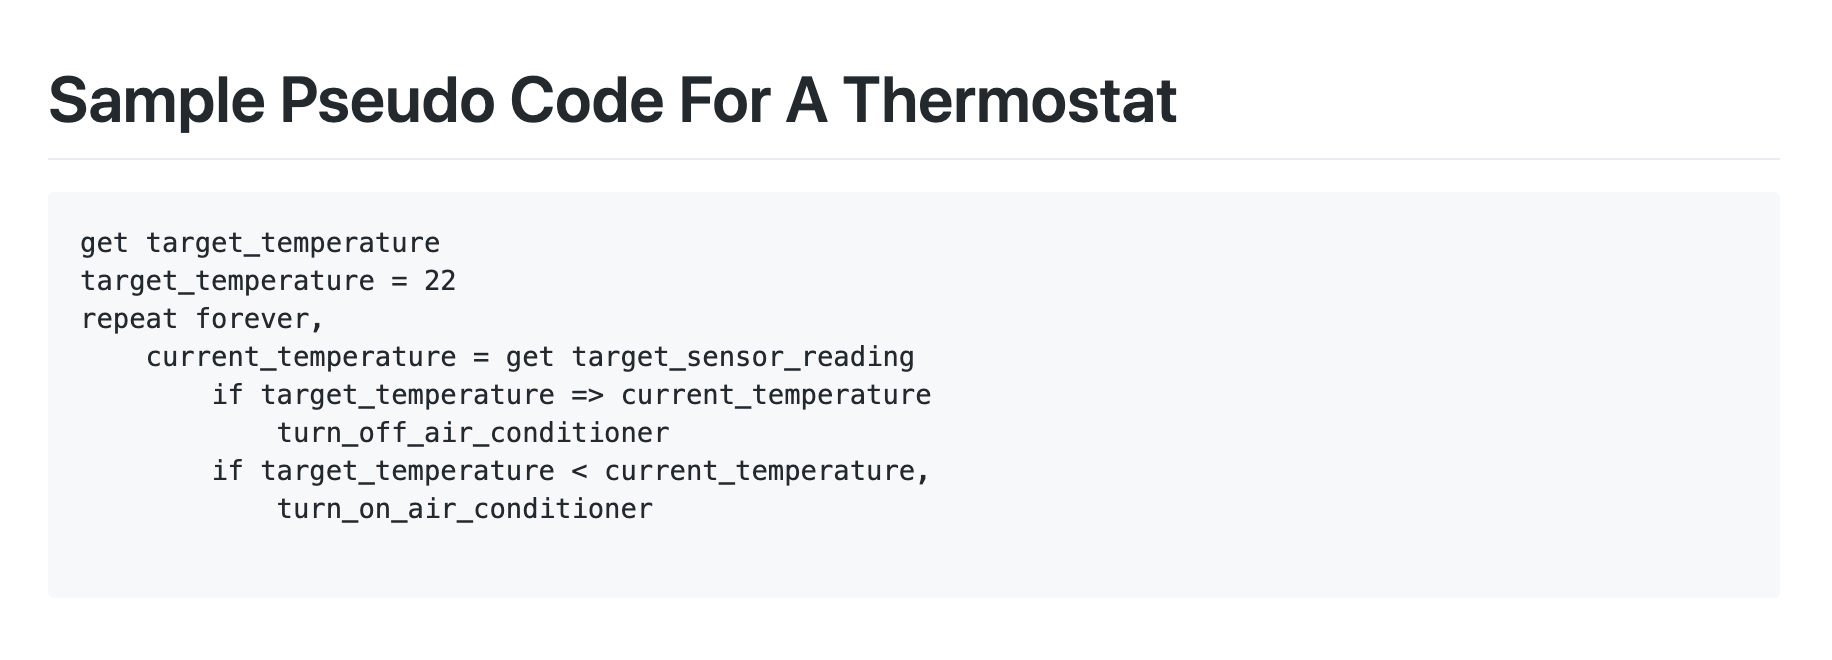 Sample Pseudo Code For A Thermostat
get target_temperature
target_temperature = 22
repeat forever,
    current_temperature = get target_sensor_reading
        if target_temperature => current_temperature
            turn_off_air_conditioner
        if target_temperature < current_temperature,
            turn_on_air_conditioner